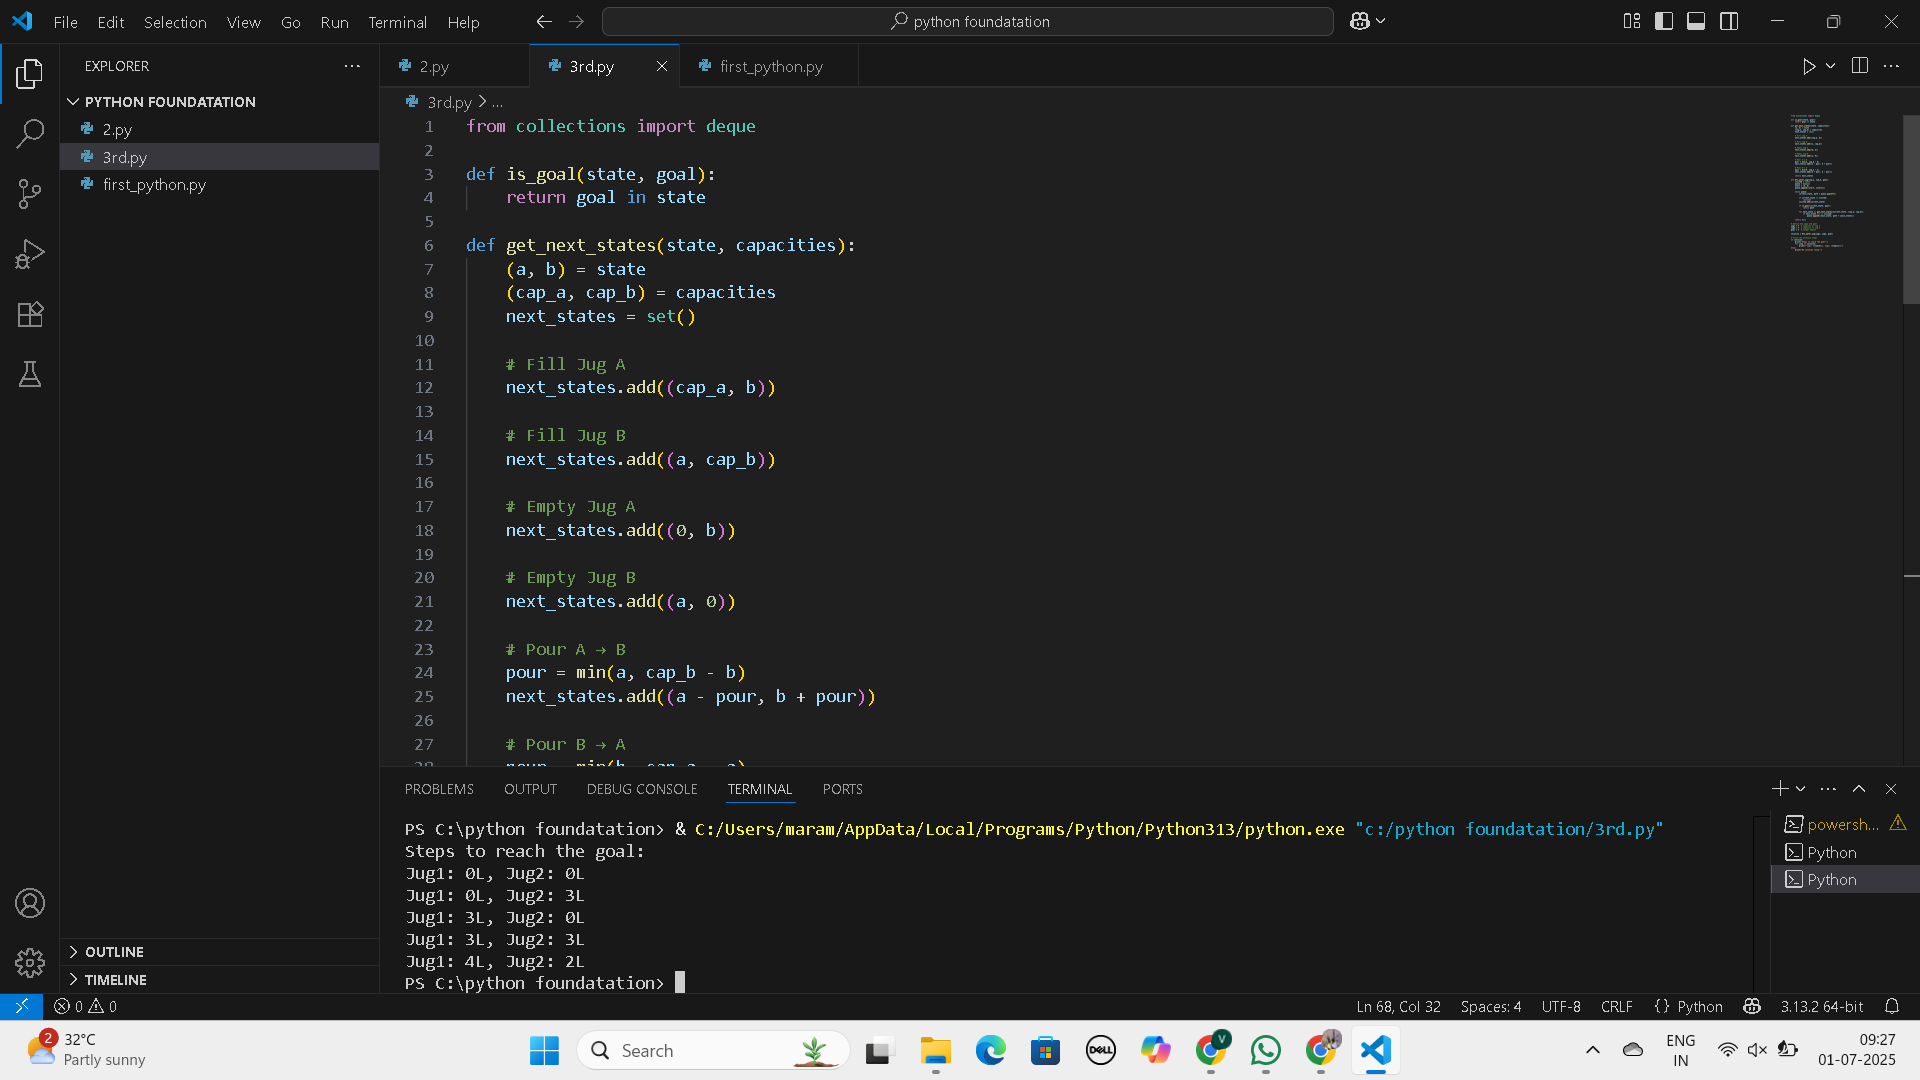 File Edit Selection View Go Run Terminal Help
python foundatation
EXPLORER
PYTHON FOUNDATATION
2.py
3rd.py
first_python.py
OUTLINE
TIMELINE
2.py 3rd.py first_python.py
3rd.py > ...
1 from collections import deque
2
3 def is_goal(state, goal):
4 return goal in state
5
6 def get_next_states(state, capacities):
7 (a, b) = state
8 (cap_a, cap_b) = capacities
9 next_states = set()
10
11 # Fill Jug A
12 next_states.add((cap_a, b))
13
14 # Fill Jug B
15 next_states.add((a, cap_b))
16
17 # Empty Jug A
18 next_states.add((0, b))
19
20 # Empty Jug B
21 next_states.add((a, 0))
22
23 # Pour A → B
24 pour = min(a, cap_b - b)
25 next_states.add((a - pour, b + pour))
26
27 # Pour B → A
28 pour = min(b, cap_a - a)
PROBLEMS OUTPUT DEBUG CONSOLE TERMINAL PORTS
PS C:\python foundatation> & C:/Users/maram/AppData/Local/Programs/Python/Python313/python.exe "c:/python foundatation/3rd.py"
Steps to reach the goal:
Jug1: 0L, Jug2: 0L
Jug1: 0L, Jug2: 3L
Jug1: 3L, Jug2: 0L
Jug1: 3L, Jug2: 3L
Jug1: 4L, Jug2: 2L
PS C:\python foundatation>
powersh...
Python
Python
0 0
Ln 68, Col 32 Spaces: 4 UTF-8 CRLF {} Python 3.13.2 64-bit
2
32°C
Partly sunny
Search
DELL
V
ENG
IN
09:27
01-07-2025